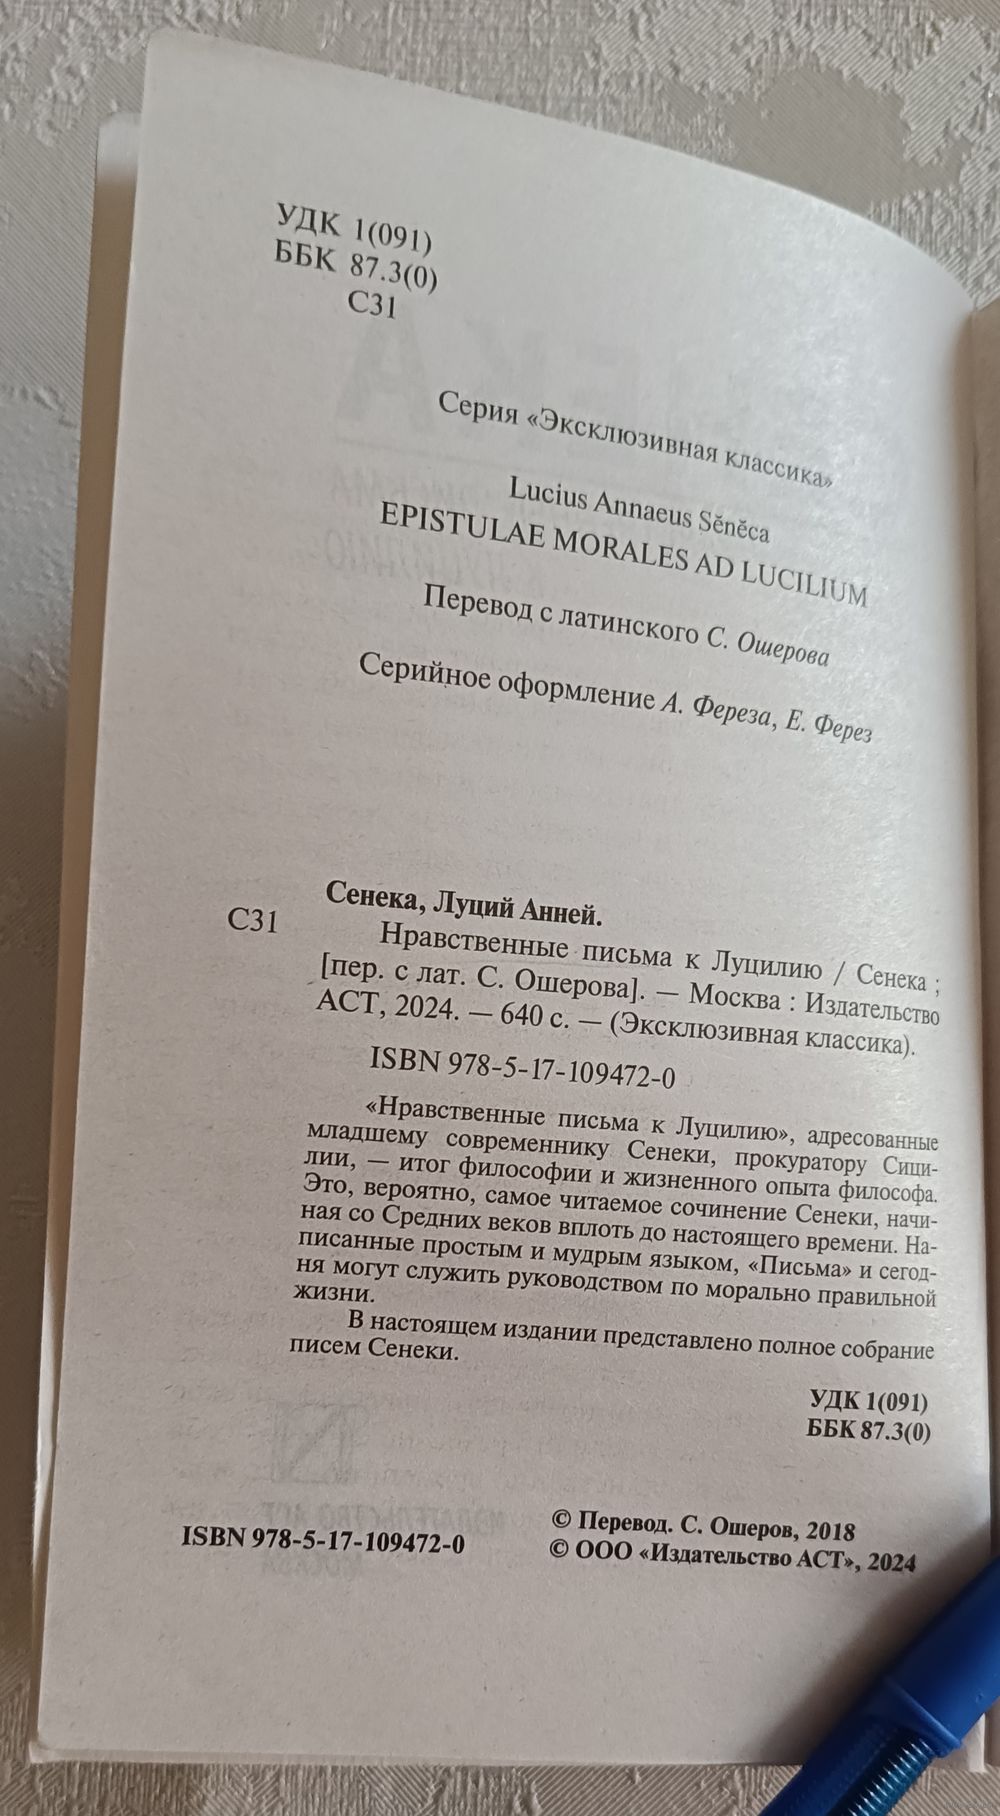 УДК 1(091)
ББК 87.3(0)
С31
Серия «Эксклюзивная классика»
Lucius Annaeus Sĕnĕca
EPISTULAE MORALES AD LUCILIUM
Перевод с латинского С. Ошерова
Серийное оформление А. Фереза, Е. Ферез
Сенека, Луций Анней.
С31 Нравственные письма к Луцилию / Сенека ;
[пер. с лат. С. Ошерова]. — Москва : Издательство
АСТ, 2024. — 640 с. — (Эксклюзивная классика).
ISBN 978-5-17-109472-0
«Нравственные письма к Луцилию», адресованные
младшему современнику Сенеки, прокуратору Сици-
лии, — итог философии и жизненного опыта философа.
Это, вероятно, самое читаемое сочинение Сенеки, начи-
ная со Средних веков вплоть до настоящего времени. На-
писанные простым и мудрым языком, «Письма» и сегод-
ня могут служить руководством по морально правильной
жизни.
В настоящем издании представлено полное собрание
писем Сенеки.
УДК 1(091)
ББК 87.3(0)
© Перевод. С. Ошеров, 2018
ISBN 978-5-17-109472-0 © ООО «Издательство АСТ», 2024